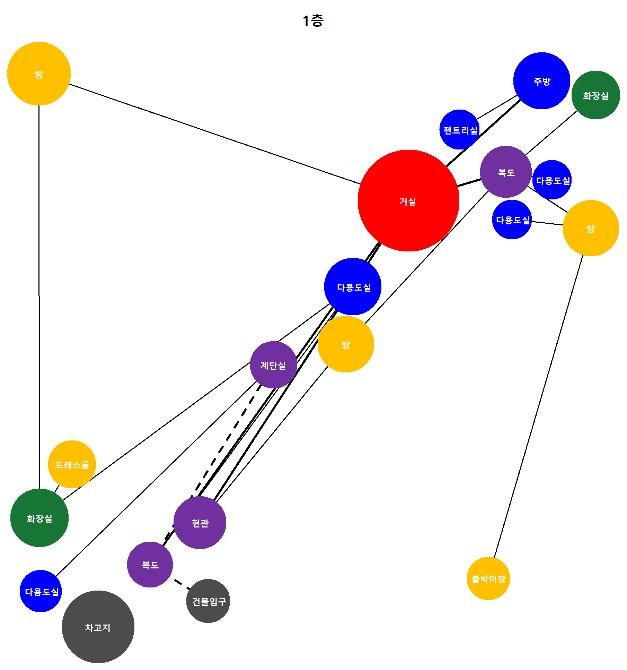 1층
방
주방
화장실
팬트리실
복도
다용도실
거실
다용도실
방
다용도실
방
계단실
드레스룸
화장실
현관
복도
붙박이장
다용도실
건물입구
차고지